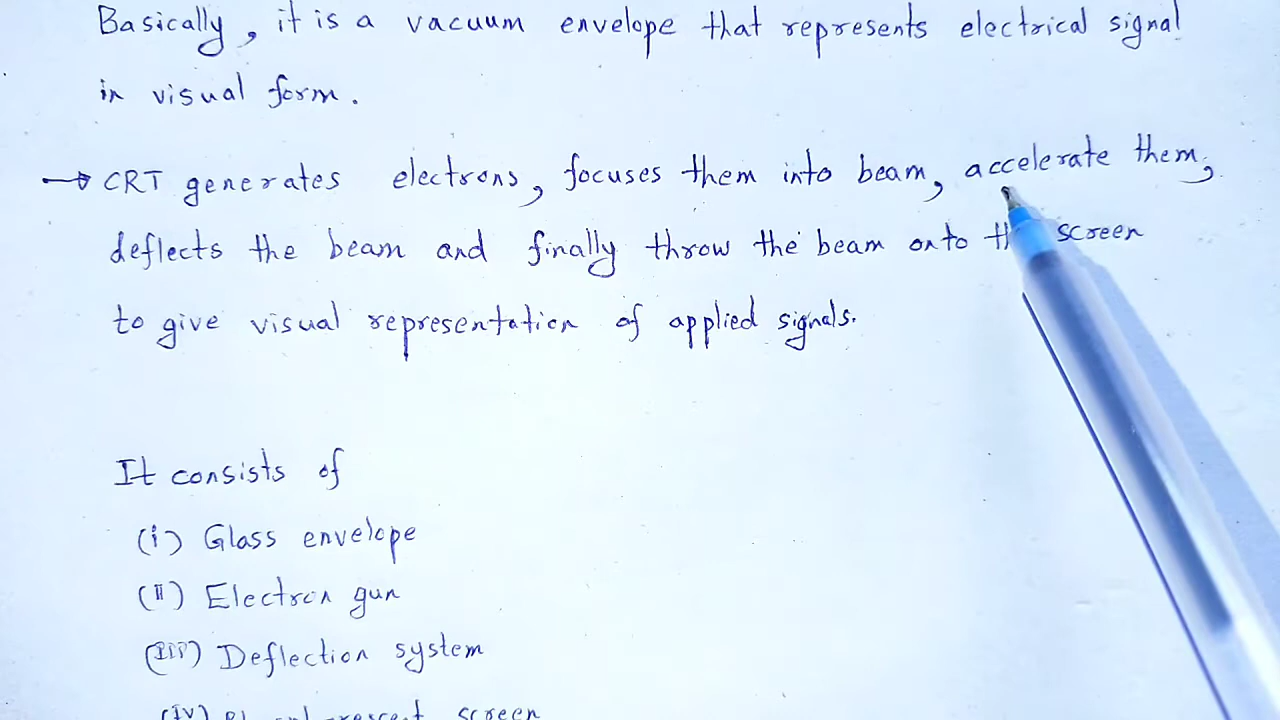 Basically, it is a vacuum envelope that represents electrical signal
in visual form.
→ CRT generates electrons, focuses them into beam, accelerate them,
deflects the beam and finally throw the beam onto screen
to give visual representation of applied signals.
It consists of
(i) Glass envelope
(II) Electron gun
(III) Deflection system
(IV) screen